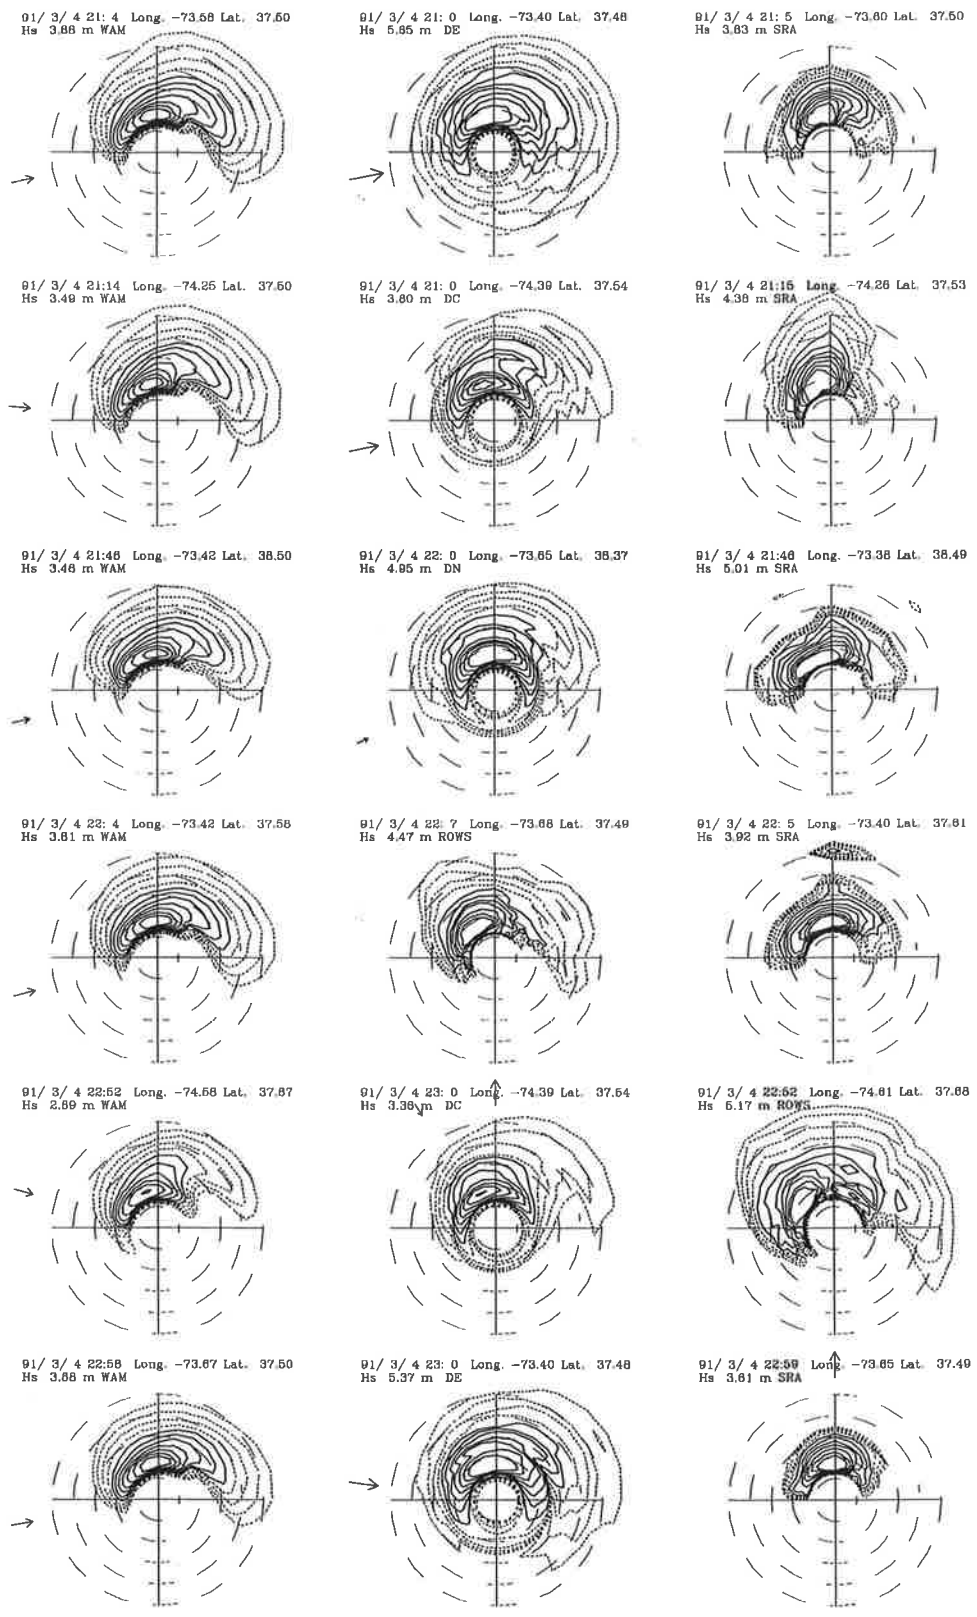 91/ 3/ 4 21: 4 Long. -73.58 Lat. 37.50
Hs 3.88 m WAM
91/ 3/ 4 21: 0 Long. -73.40 Lat. 37.48
Hs 5.65 m DE
91/ 3/ 4 21: 5 Long. -73.60 Lat. 37.50
Hs 3.63 m SRA
91/ 3/ 4 21:14 Long. -74.25 Lat. 37.50
Hs 3.49 m WAM
91/ 3/ 4 21: 0 Long. -74.39 Lat. 37.54
Hs 3.60 m DC
91/ 3/ 4 21:15 Long. -74.26 Lat. 37.53
Hs 4.38 m SRA
91/ 3/ 4 21:46 Long. -73.42 Lat. 38.50
Hs 3.46 m WAM
91/ 3/ 4 22: 0 Long. -73.65 Lat. 38.37
Hs 4.95 m DN
91/ 3/ 4 21:46 Long. -73.38 Lat. 38.49
Hs 5.01 m SRA
91/ 3/ 4 22: 4 Long. -73.42 Lat. 37.58
Hs 3.81 m WAM
91/ 3/ 4 22: 7 Long. -73.68 Lat. 37.49
Hs 4.47 m ROWS
91/ 3/ 4 22: 5 Long. -73.40 Lat. 37.61
Hs 3.92 m SRA
91/ 3/ 4 22:52 Long. -74.58 Lat. 37.67
Hs 2.89 m WAM
91/ 3/ 4 23: 0 Long. -74.39 Lat. 37.54
Hs 3.38 m DC
91/ 3/ 4 22:52 Long. -74.61 Lat. 37.68
Hs 5.17 m ROWS
91/ 3/ 4 22:58 Long. -73.67 Lat. 37.50
Hs 3.68 m WAM
91/ 3/ 4 23: 0 Long. -73.40 Lat. 37.48
Hs 5.37 m DE
91/ 3/ 4 22:59 Long. -73.65 Lat. 37.49
Hs 3.61 m SRA